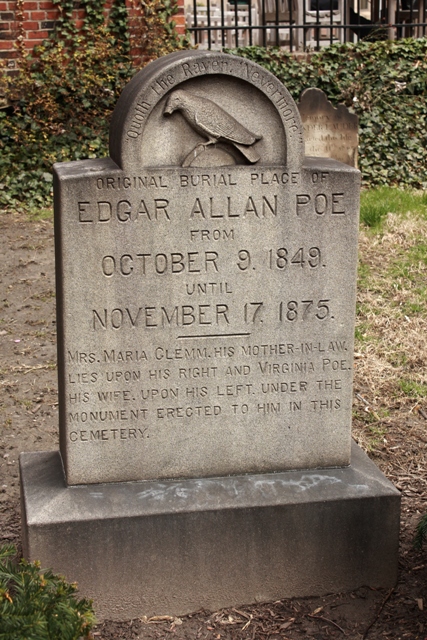 "Quoth the Raven, Nevermore."
ORIGINAL BURIAL PLACE OF
EDGAR ALLAN POE
FROM
OCTOBER 9. 1849.
UNTIL
NOVEMBER 17. 1875.
MRS. MARIA CLEMM. HIS MOTHER-IN-LAW.
LIES UPON HIS RIGHT AND VIRGINIA POE.
HIS WIFE. UPON HIS LEFT. UNDER THE
MONUMENT ERECTED TO HIM IN THIS
CEMETERY.